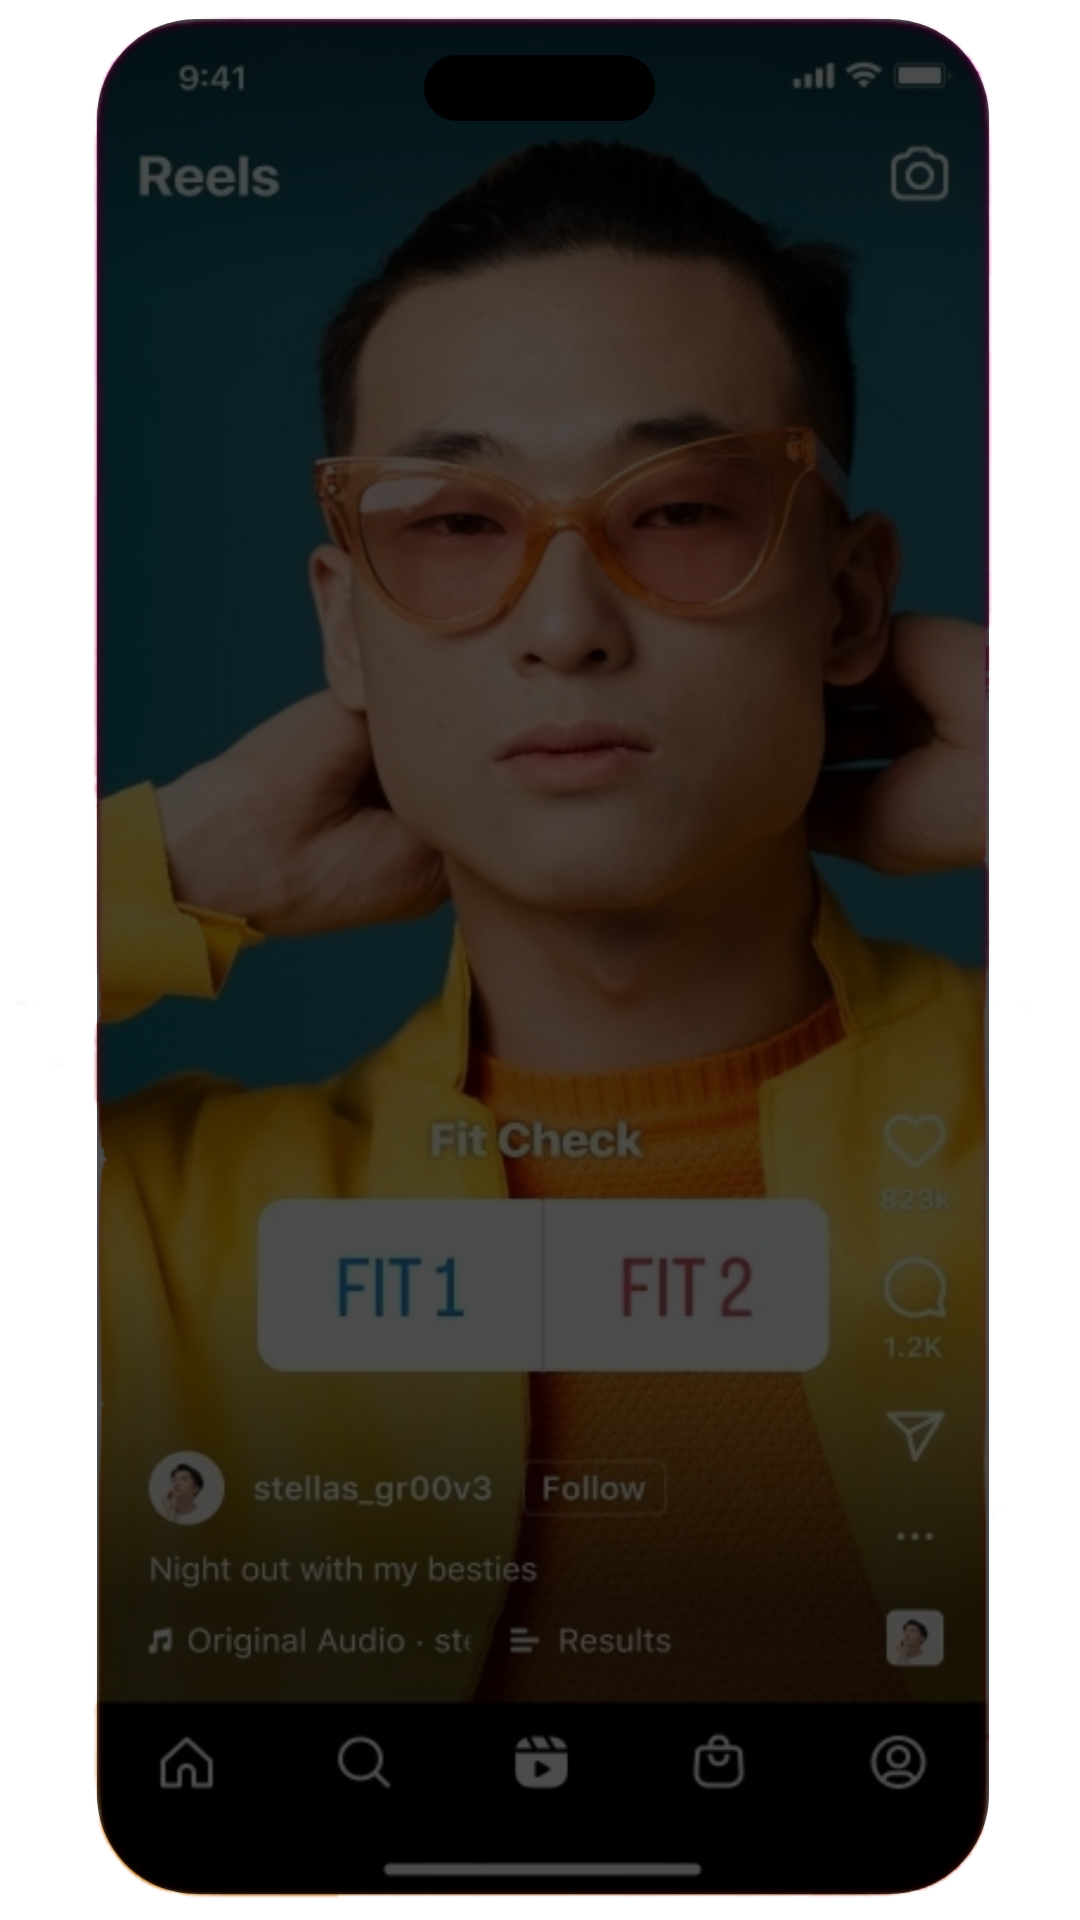 9:41
Reels
Fit Check
FIT 1 FIT 2
823k
1.2K
stellas_gr00v3 Follow
Night out with my besties
Original Audio · ste Results